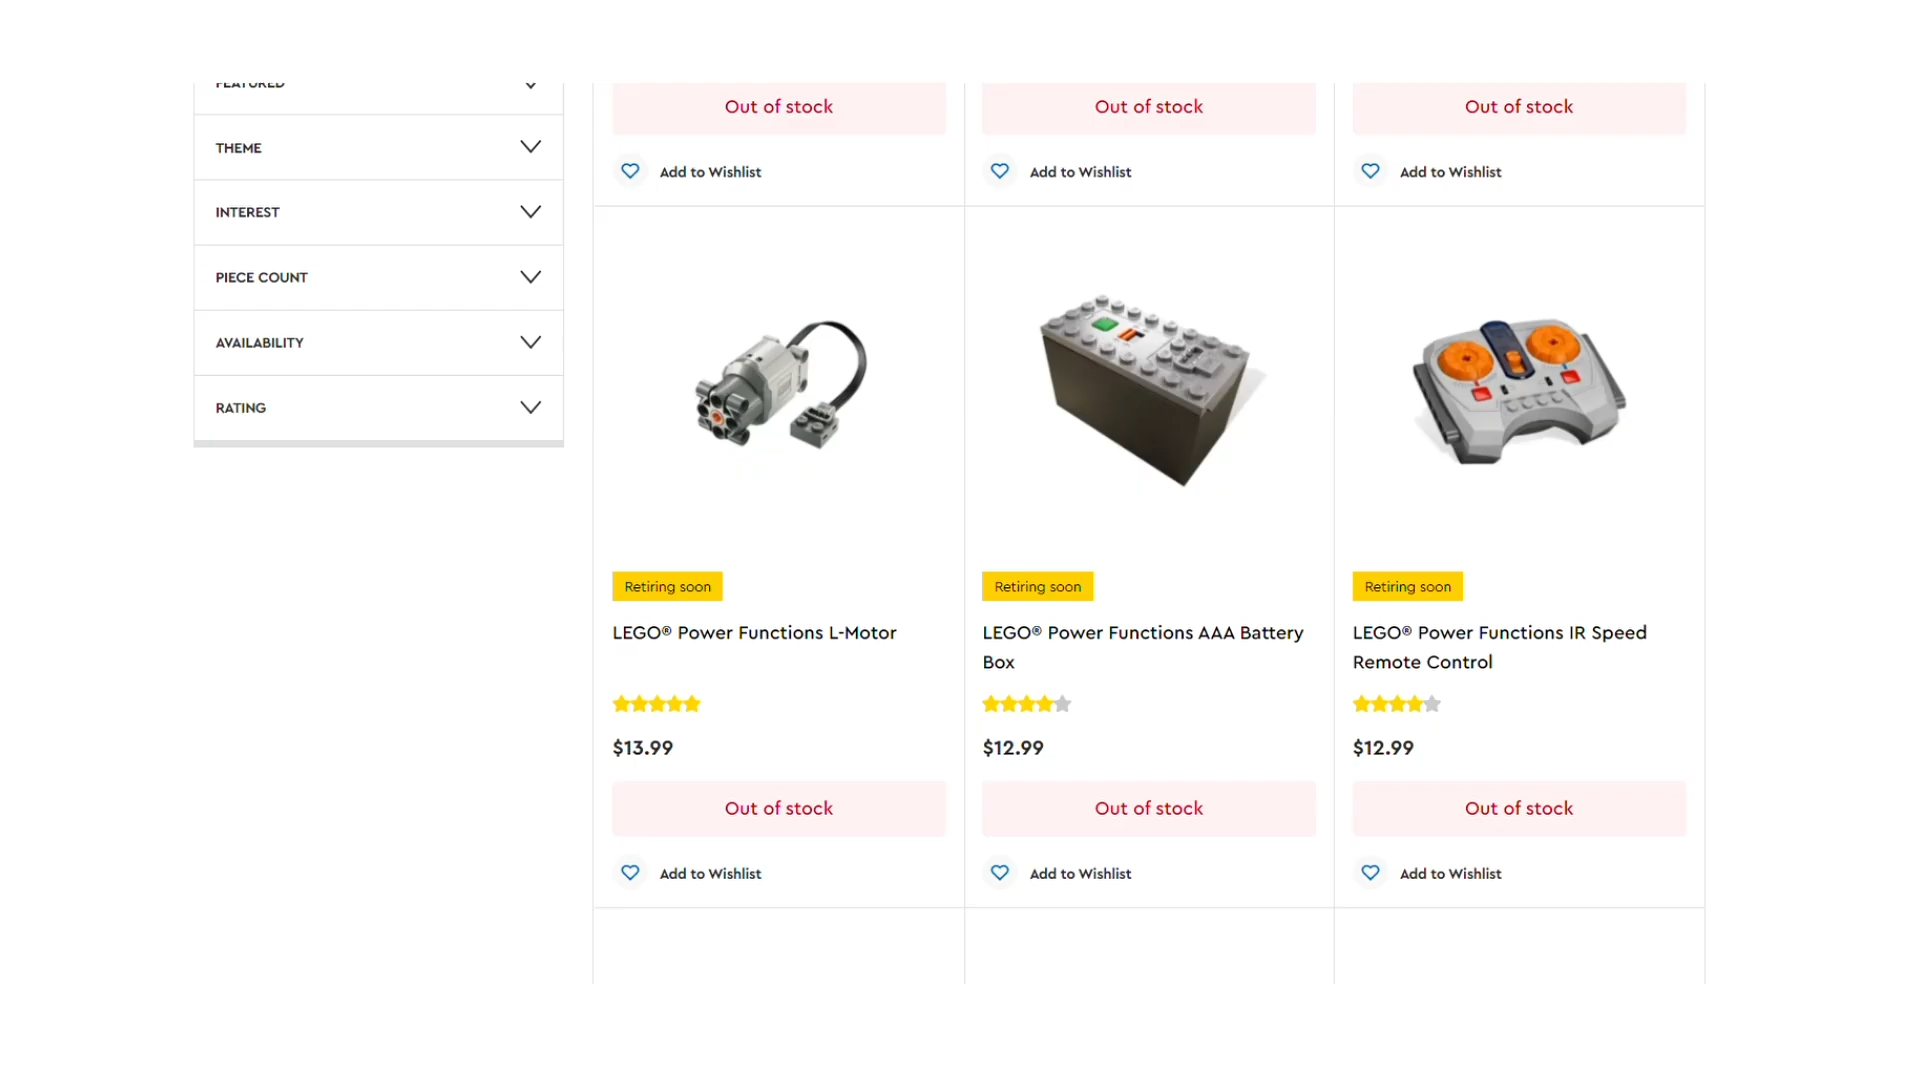 FEATURED
THEME
INTEREST
PIECE COUNT
AVAILABILITY
RATING
Out of stock
Out of stock
Out of stock
Add to Wishlist
Add to Wishlist
Add to Wishlist
Retiring soon
LEGO® Power Functions L-Motor
$13.99
Out of stock
Add to Wishlist
Retiring soon
LEGO® Power Functions AAA Battery
Box
$12.99
Out of stock
Add to Wishlist
Retiring soon
LEGO® Power Functions IR Speed
Remote Control
$12.99
Out of stock
Add to Wishlist